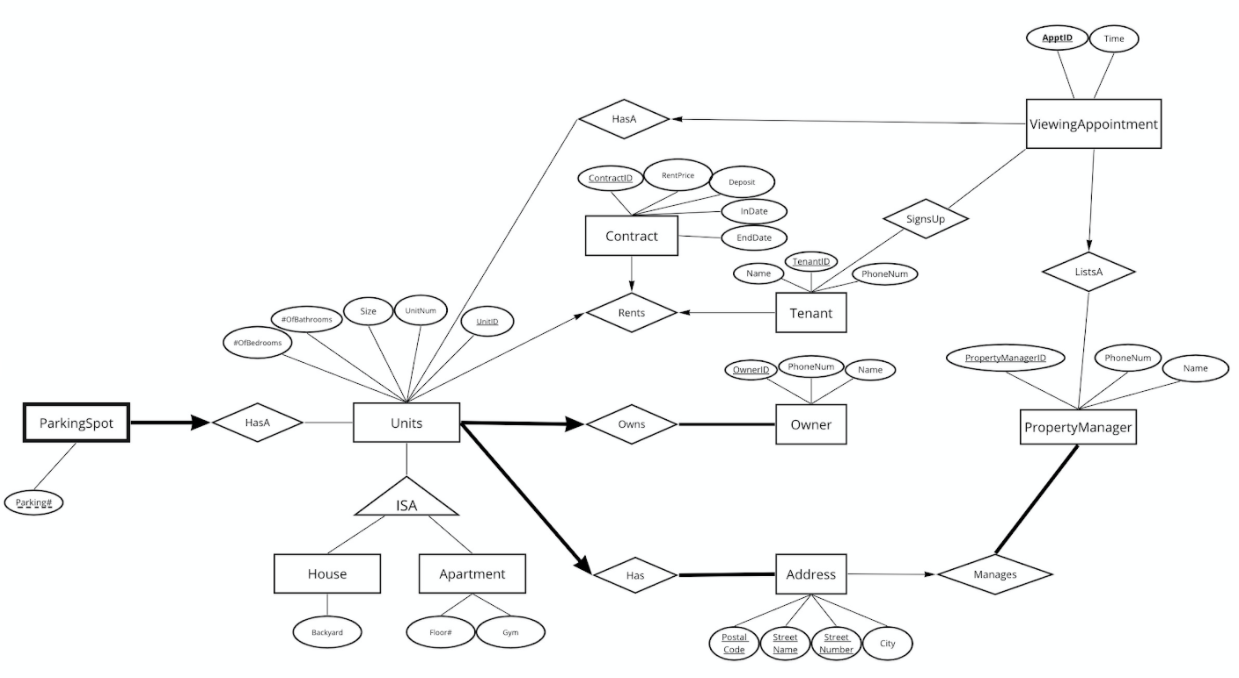 ApptID
Time
ViewingAppointment
HasA
ContractID
RentPrice
Deposit
InDate
EndDate
Contract
SignsUp
TenantID
Name
PhoneNum
ListsA
Tenant
Rents
#OfBathrooms
Size
UnitNum
UnitID
#OfBedrooms
PropertyManagerID
PhoneNum
Name
OwnerID
PhoneNum
Name
ParkingSpot
HasA
Units
Owns
Owner
PropertyManager
Parking#
ISA
House
Apartment
Has
Address
Manages
Backyard
Floor#
Gym
Postal
Code
Street
Name
Street
Number
City